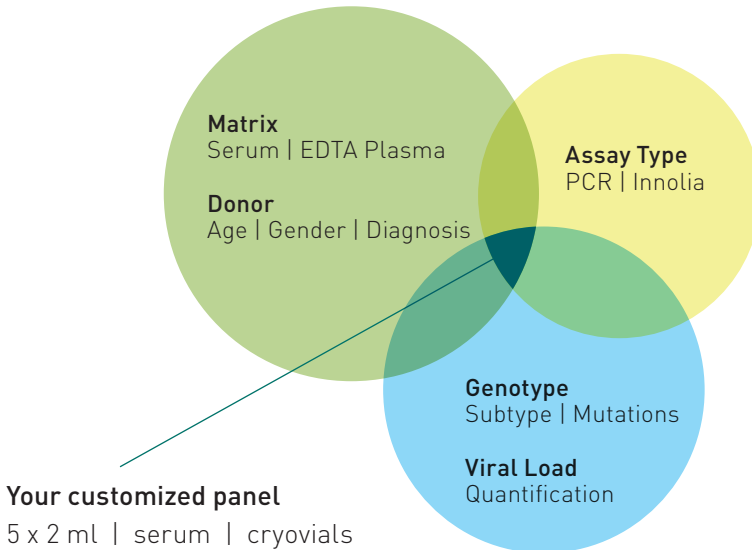 Matrix
Serum | EDTA Plasma
Donor
Age | Gender | Diagnosis
Assay Type
PCR | Innolia
Genotype
Subtype | Mutations
Viral Load
Quantification
Your customized panel
5 x 2 ml | serum | cryovials